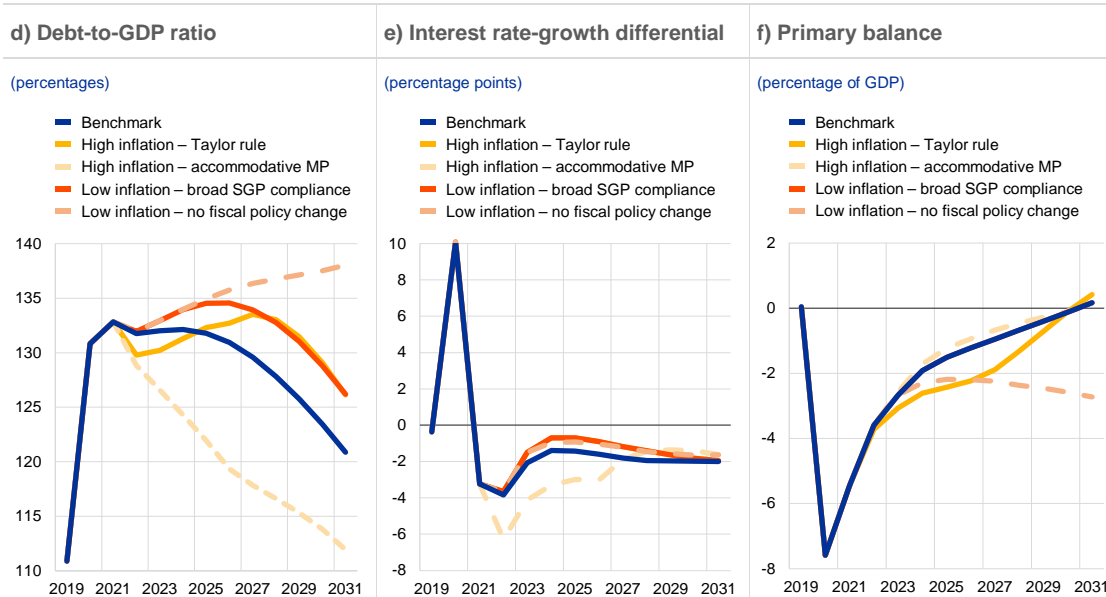 d) Debt-to-GDP ratio
(percentages)
Benchmark
High inflation – Taylor rule
High inflation – accommodative MP
Low inflation – broad SGP compliance
Low inflation – no fiscal policy change
140
135
130
125
120
115
110
2019 2021 2023 2025 2027 2029 2031
e) Interest rate-growth differential
(percentage points)
Benchmark
High inflation – Taylor rule
High inflation – accommodative MP
Low inflation – broad SGP compliance
Low inflation – no fiscal policy change
10
8
6
4
2
0
-2
-4
-6
-8
2019 2021 2023 2025 2027 2029 2031
f) Primary balance
(percentage of GDP)
Benchmark
High inflation – Taylor rule
High inflation – accommodative MP
Low inflation – broad SGP compliance
Low inflation – no fiscal policy change
2
0
-2
-4
-6
-8
2019 2021 2023 2025 2027 2029 2031